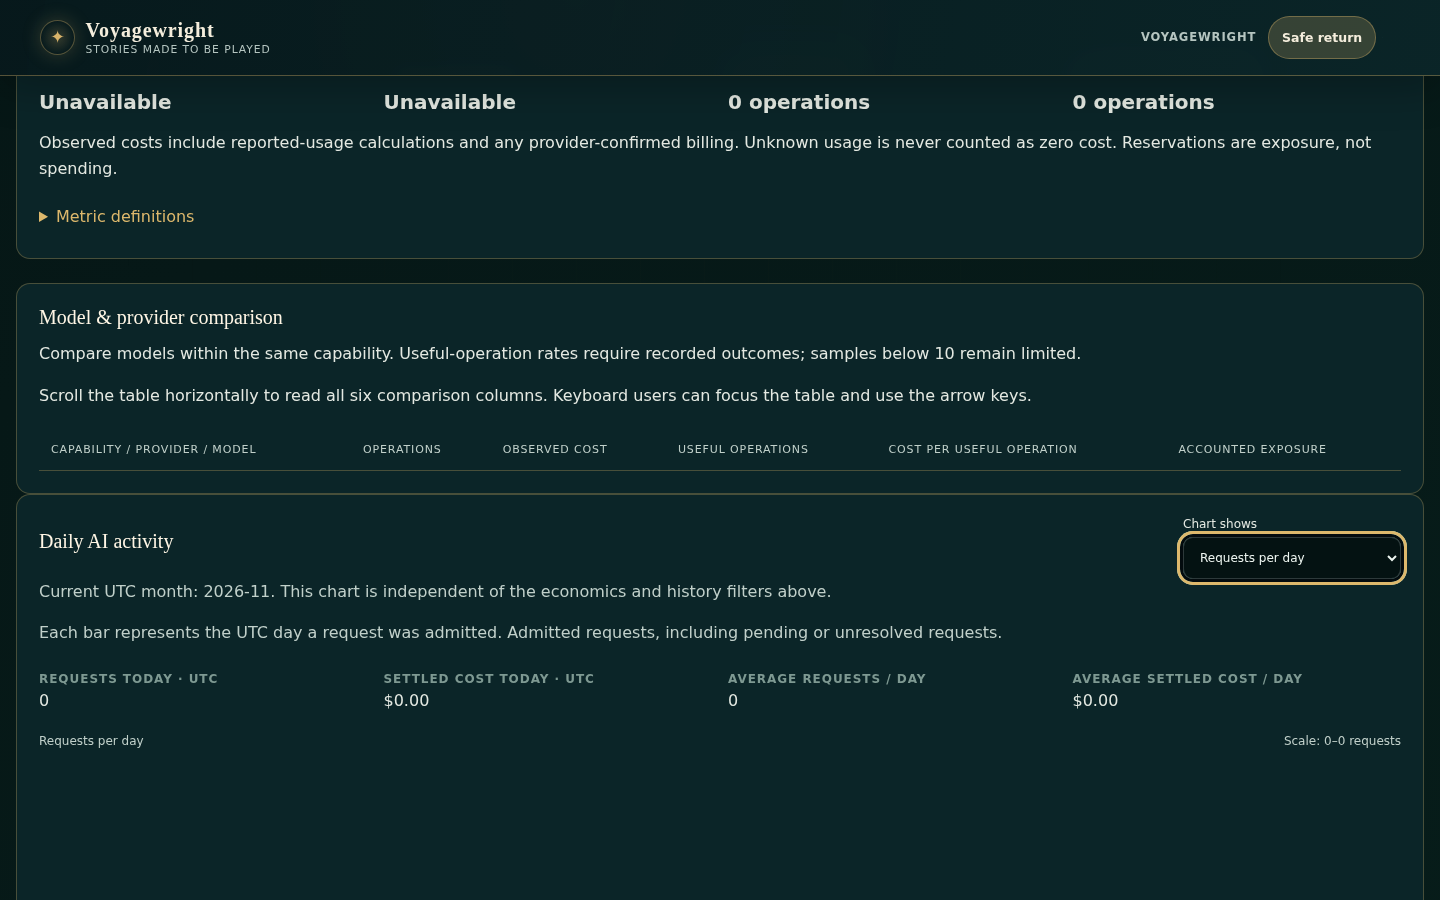 Voyagewright
STORIES MADE TO BE PLAYED
VOYAGEWRIGHT
Safe return
Unavailable
Unavailable
0 operations
0 operations
Observed costs include reported-usage calculations and any provider-confirmed billing. Unknown usage is never counted as zero cost. Reservations are exposure, not
spending.
Metric definitions
Model & provider comparison
Compare models within the same capability. Useful-operation rates require recorded outcomes; samples below 10 remain limited.
Scroll the table horizontally to read all six comparison columns. Keyboard users can focus the table and use the arrow keys.
CAPABILITY / PROVIDER / MODEL
OPERATIONS
OBSERVED COST
USEFUL OPERATIONS
COST PER USEFUL OPERATION
ACCOUNTED EXPOSURE
Daily AI activity
Chart shows
Requests per day
Current UTC month: 2026-11. This chart is independent of the economics and history filters above.
Each bar represents the UTC day a request was admitted. Admitted requests, including pending or unresolved requests.
REQUESTS TODAY · UTC
0
SETTLED COST TODAY · UTC
$0.00
AVERAGE REQUESTS / DAY
0
AVERAGE SETTLED COST / DAY
$0.00
Requests per day
Scale: 0–0 requests